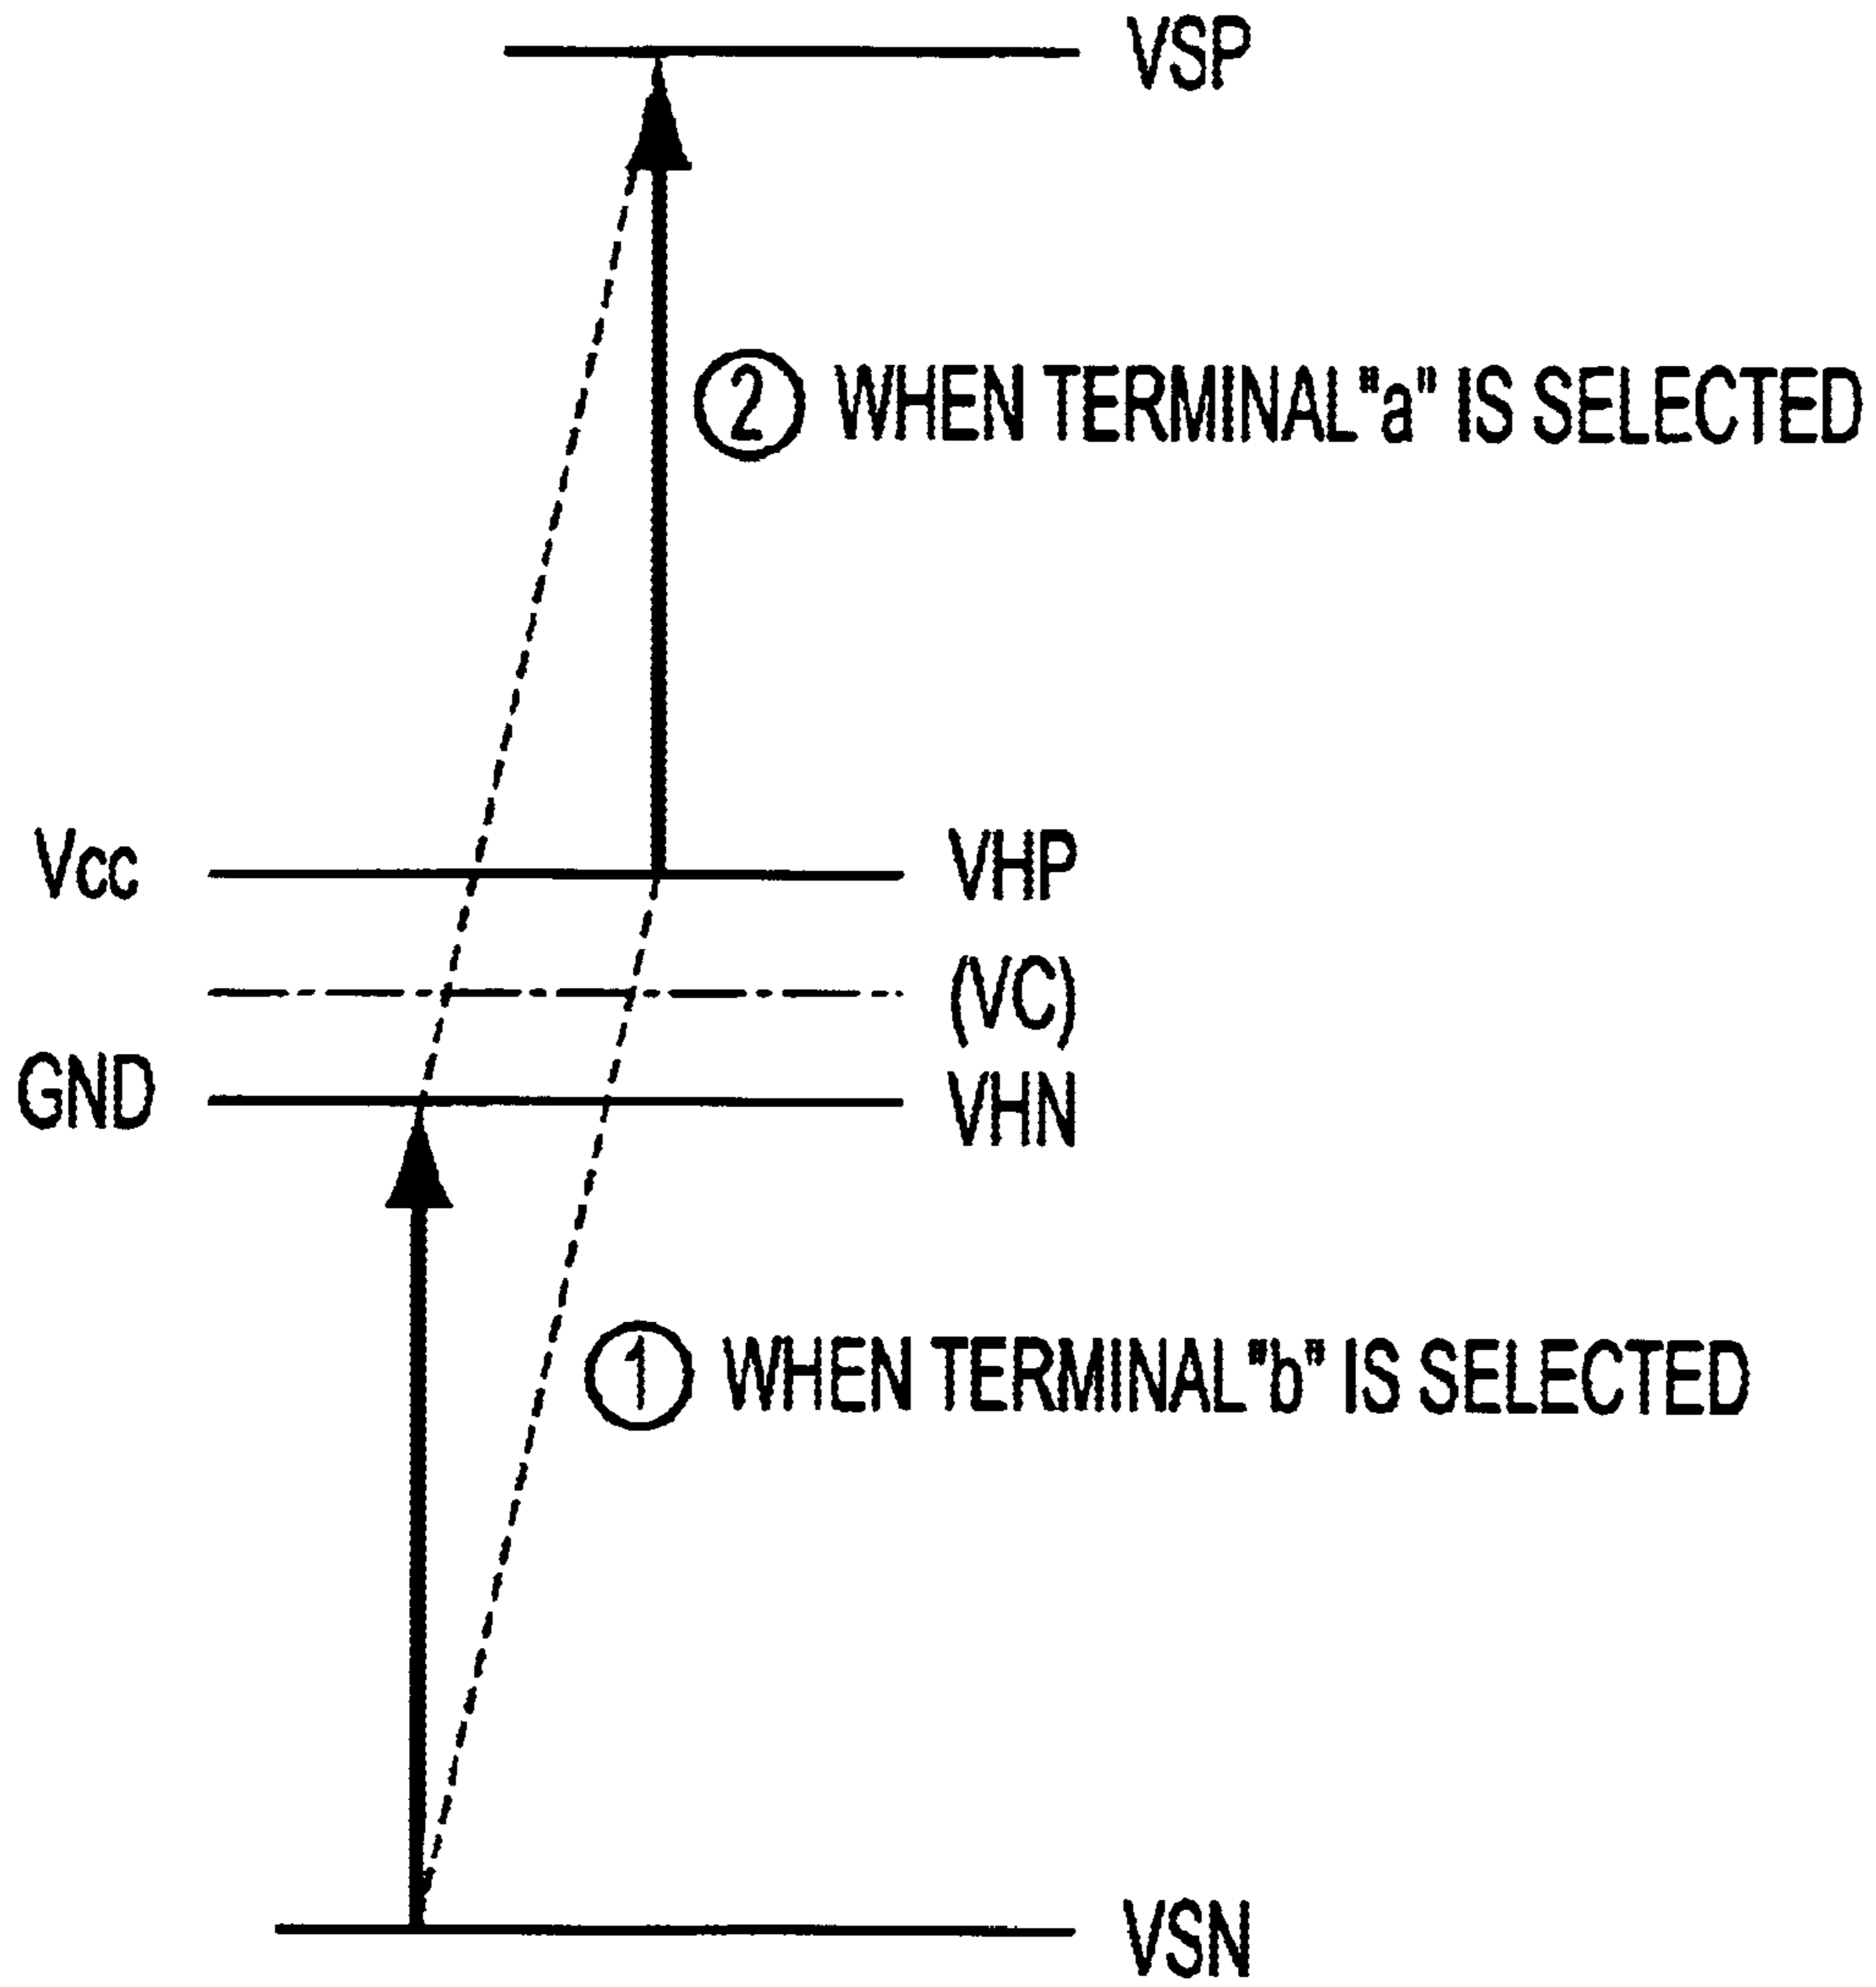 VSP
② WHEN TERMINAL"a" IS SELECTED
Vcc
VHP
(VC)
GND
VHN
① WHEN TERMINAL"b" IS SELECTED
VSN